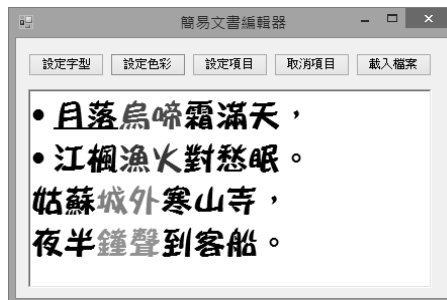 簡易文書編輯器
設定字型 設定色彩 設定項目 取消項目 載入檔案
• 月落烏啼霜滿天，
• 江楓漁火對愁眠。
姑蘇城外寒山寺，
夜半鐘聲到客船。